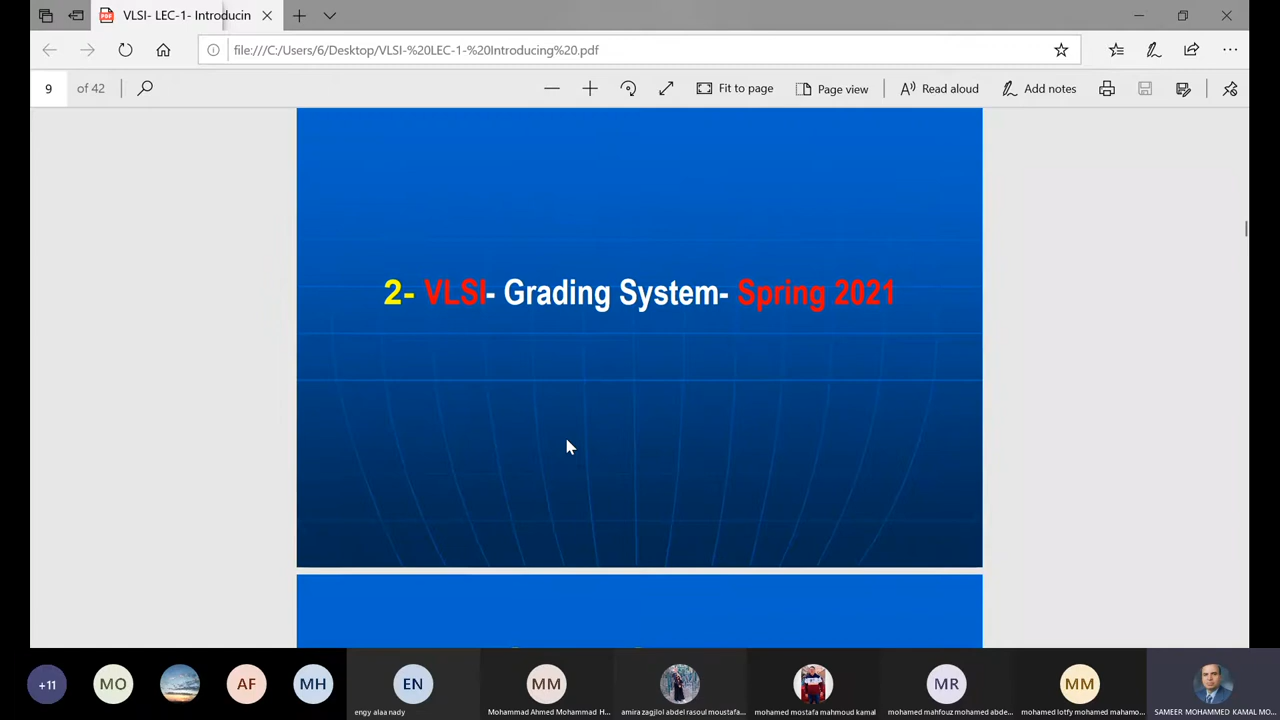 VLSI- LEC-1- Introducin
file:///C:/Users/6/Desktop/VLSI-%20LEC-1-%20Introducing%20.pdf
9 of 42
Fit to page
Page view
Read aloud
Add notes
2- VLSI- Grading System- Spring 2021
+11
MO
AF
MH
EN
MM
MR
MM
engy alaa nady
Mohammad Ahmed Mohammad H...
amira zagjlol abdel rasoul moustafa...
mohamed mostafa mahmoud kamal
mohamed mahfouz mohamed abde...
mohamed lotfy mohamed mahamo...
SAMEER MOHAMMED KAMAL MO...